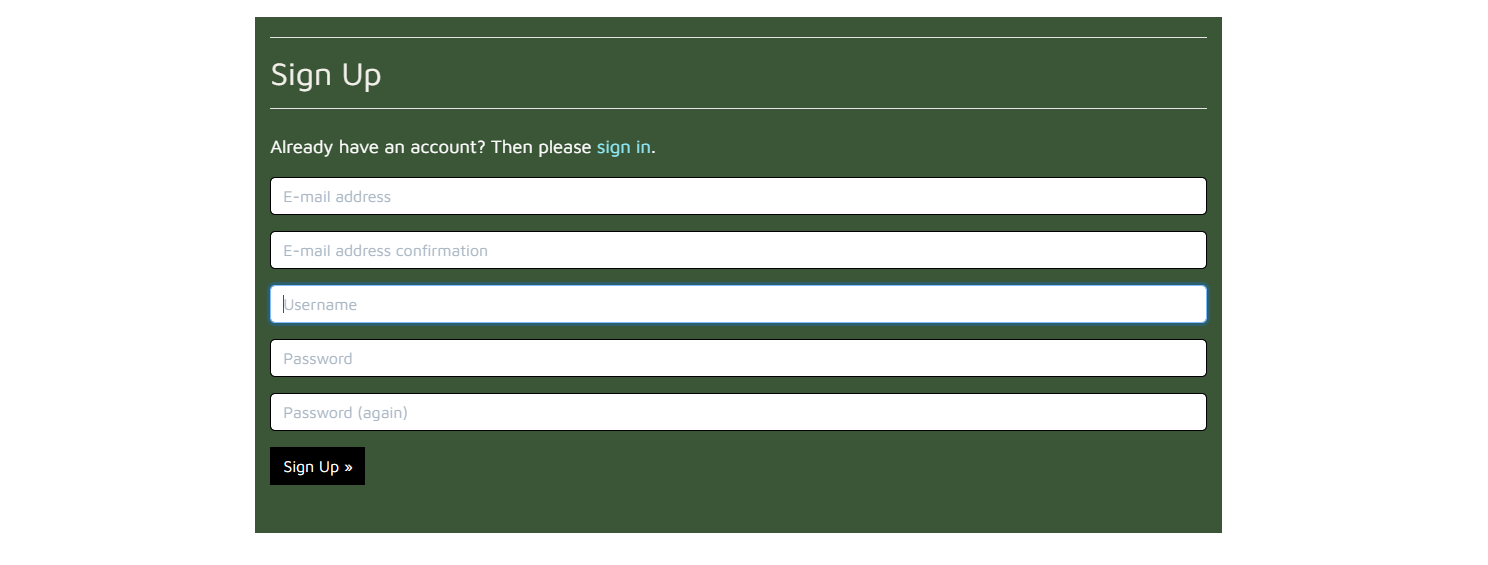 Sign Up
Already have an account? Then please sign in.
E-mail address
E-mail address confirmation
Username
Password
Password (again)
Sign Up »